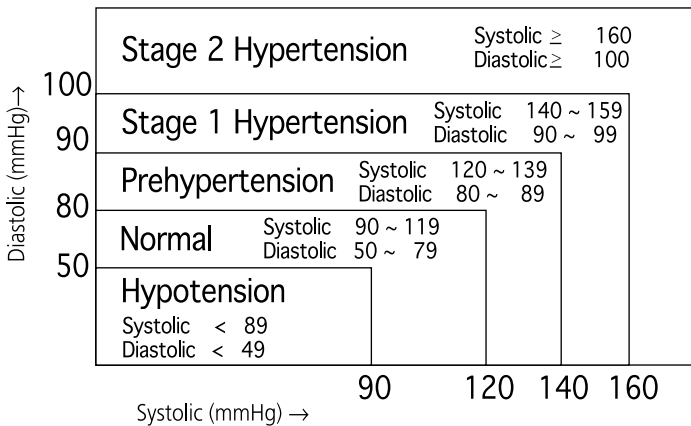 Stage 2 Hypertension
Systolic ≥ 160
Diastolic ≥ 100
100
Stage 1 Hypertension
Systolic 140 ~ 159
Diastolic 90 ~ 99
90
Prehypertension
Systolic 120 ~ 139
Diastolic 80 ~ 89
80
Normal
Systolic 90 ~ 119
Diastolic 50 ~ 79
50
Hypotension
Systolic < 89
Diastolic < 49
Diastolic (mmHg)→
90 120 140 160
Systolic (mmHg) →